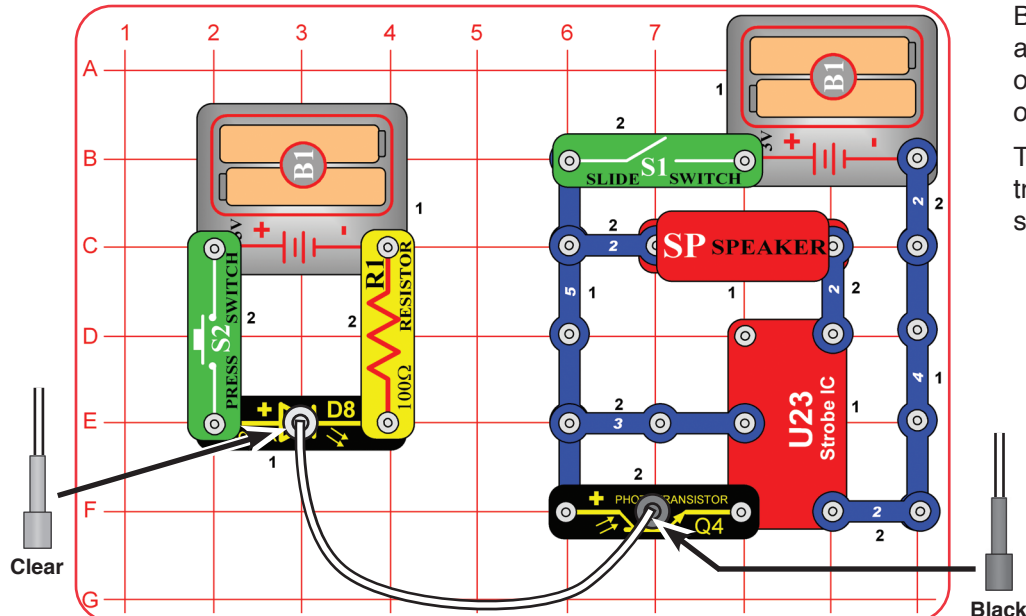 1 2 3 4 5 6 7
A
B
C
D
E
F
G
B1
3V
+ -
1
S2
PRESS SWITCH
2
R1
RESISTOR
100Ω
2
+ D8
1
Clear
B1
1
3V
+ -
2
S1
SLIDE SWITCH
2
2
2
2
SP SPEAKER
1
2
2
5
1
U23
Strobe IC
1
4
1
2
3
2
+ PHOTOTRANSISTOR
Q4
2
2
Black